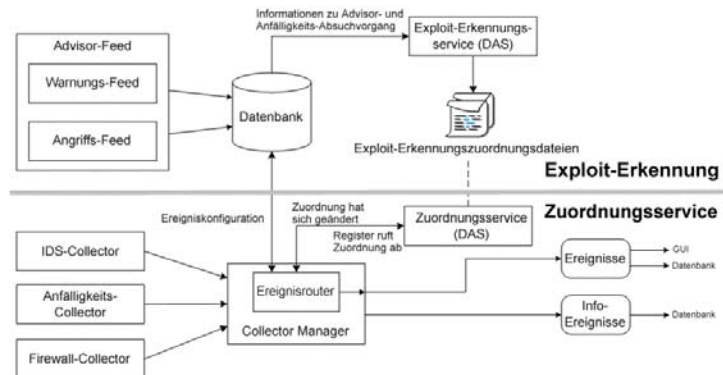 Informationen zu Advisor- und
Anfälligkeits-Absuchvorgang
Advisor-Feed
Warnungs-Feed
Angriffs-Feed
Datenbank
Exploit-Erkennungs-
service (DAS)
Exploit-Erkennungszuordnungsdateien
Exploit-Erkennung
Zuordnungsservice
Ereigniskonfiguration
Zuordnung hat
sich geändert
Register ruft
Zuordnung ab
Zuordnungsservice
(DAS)
IDS-Collector
Anfälligkeits-
Collector
Firewall-Collector
Ereignisrouter
Collector Manager
Ereignisse
GUI
Datenbank
Info-
Ereignisse
Datenbank